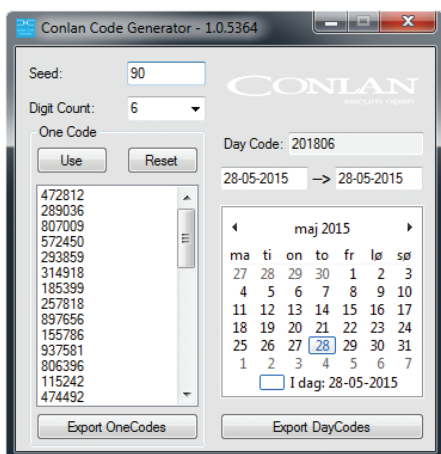 Conlan Code Generator - 1.0.5364
Seed: 90
Digit Count: 6
CONLAN
secure open
One Code
Use Reset
472812
289036
807009
572450
293859
314918
185399
257818
897656
155786
937581
806396
115242
474492
Export OneCodes
Day Code: 201806
28-05-2015 --> 28-05-2015
maj 2015
ma ti on to fr lø sø
27 28 29 30 1 2 3
4 5 6 7 8 9 10
11 12 13 14 15 16 17
18 19 20 21 22 23 24
25 26 27 28 29 30 31
1 2 3 4 5 6 7
I dag: 28-05-2015
Export DayCodes